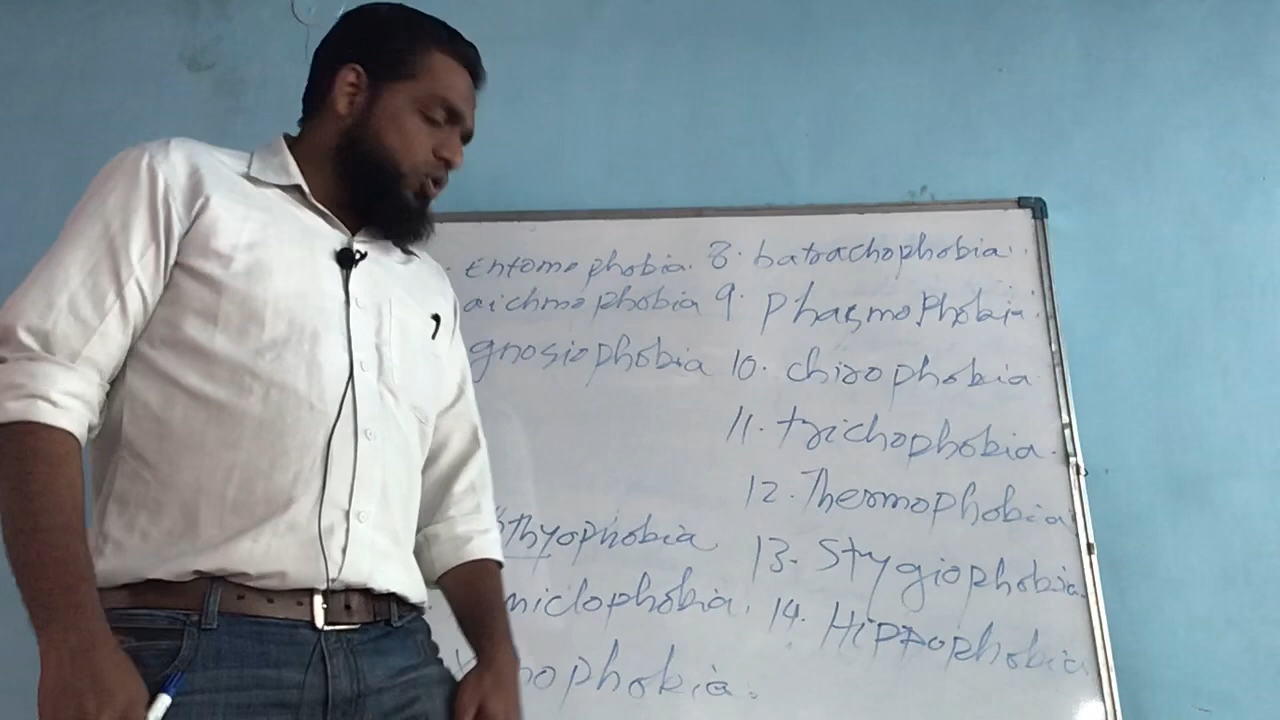 Entomophobia. 8. batrachophobia
aichmophobia 9. Phasmophobia.
gnosiophobia 10. chirophobia
11. trichophobia.
12. Thermophobia
thyophobia 13. Stygiophobia
miclophobia. 14. Hippophobia
nophobia.